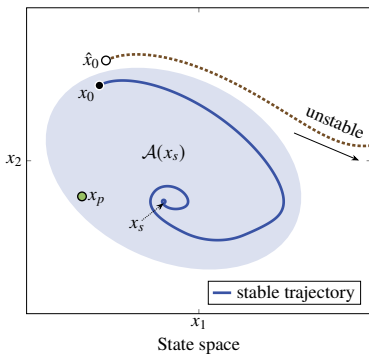 x̂₀
x₀
unstable
x₂
𝒜(xₛ)
xₚ
xₛ
stable trajectory
x₁
State space